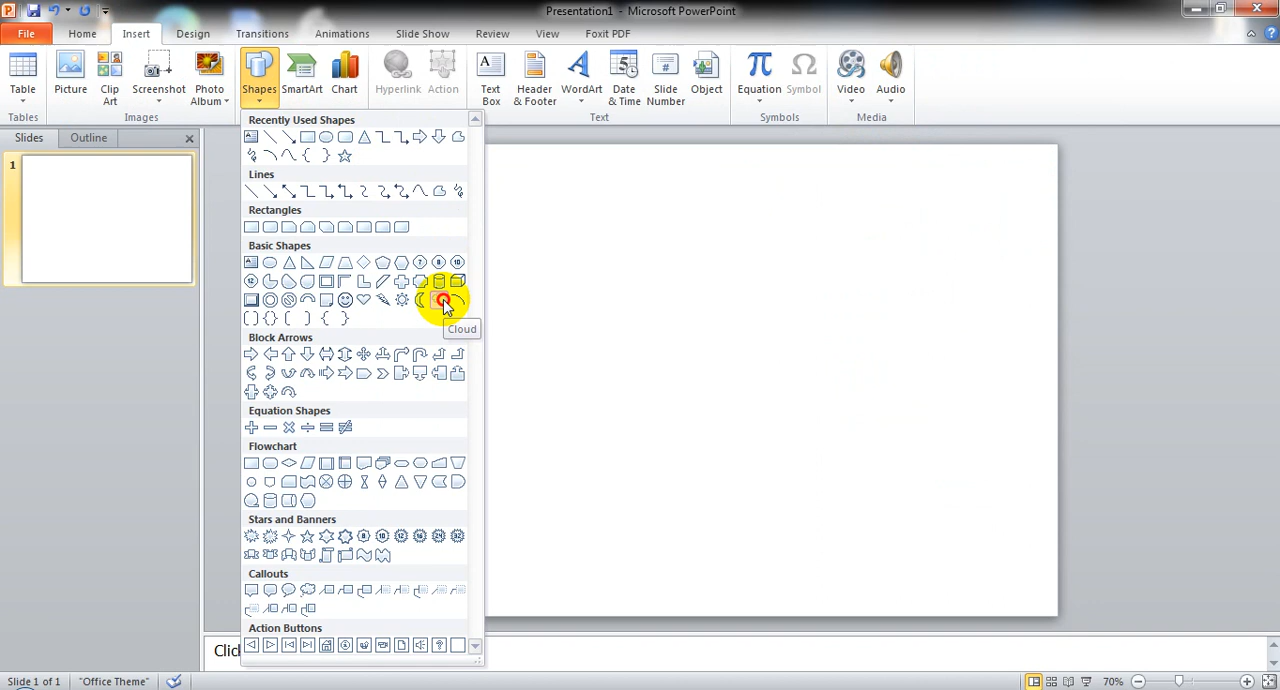 Presentation1 - Microsoft PowerPoint
File Home Insert Design Transitions Animations Slide Show Review View Foxit PDF
Table Picture Clip Art Screenshot Photo Album Shapes SmartArt Chart Hyperlink Action Text Box Header & Footer WordArt Date & Time Slide Number Object Equation Symbol Video Audio
Tables Images Text Symbols Media
Slides Outline
1
Recently Used Shapes
Lines
Rectangles
Basic Shapes
Cloud
Block Arrows
Equation Shapes
Flowchart
Stars and Banners
Callouts
Action Buttons
Slide 1 of 1 "Office Theme" 70%